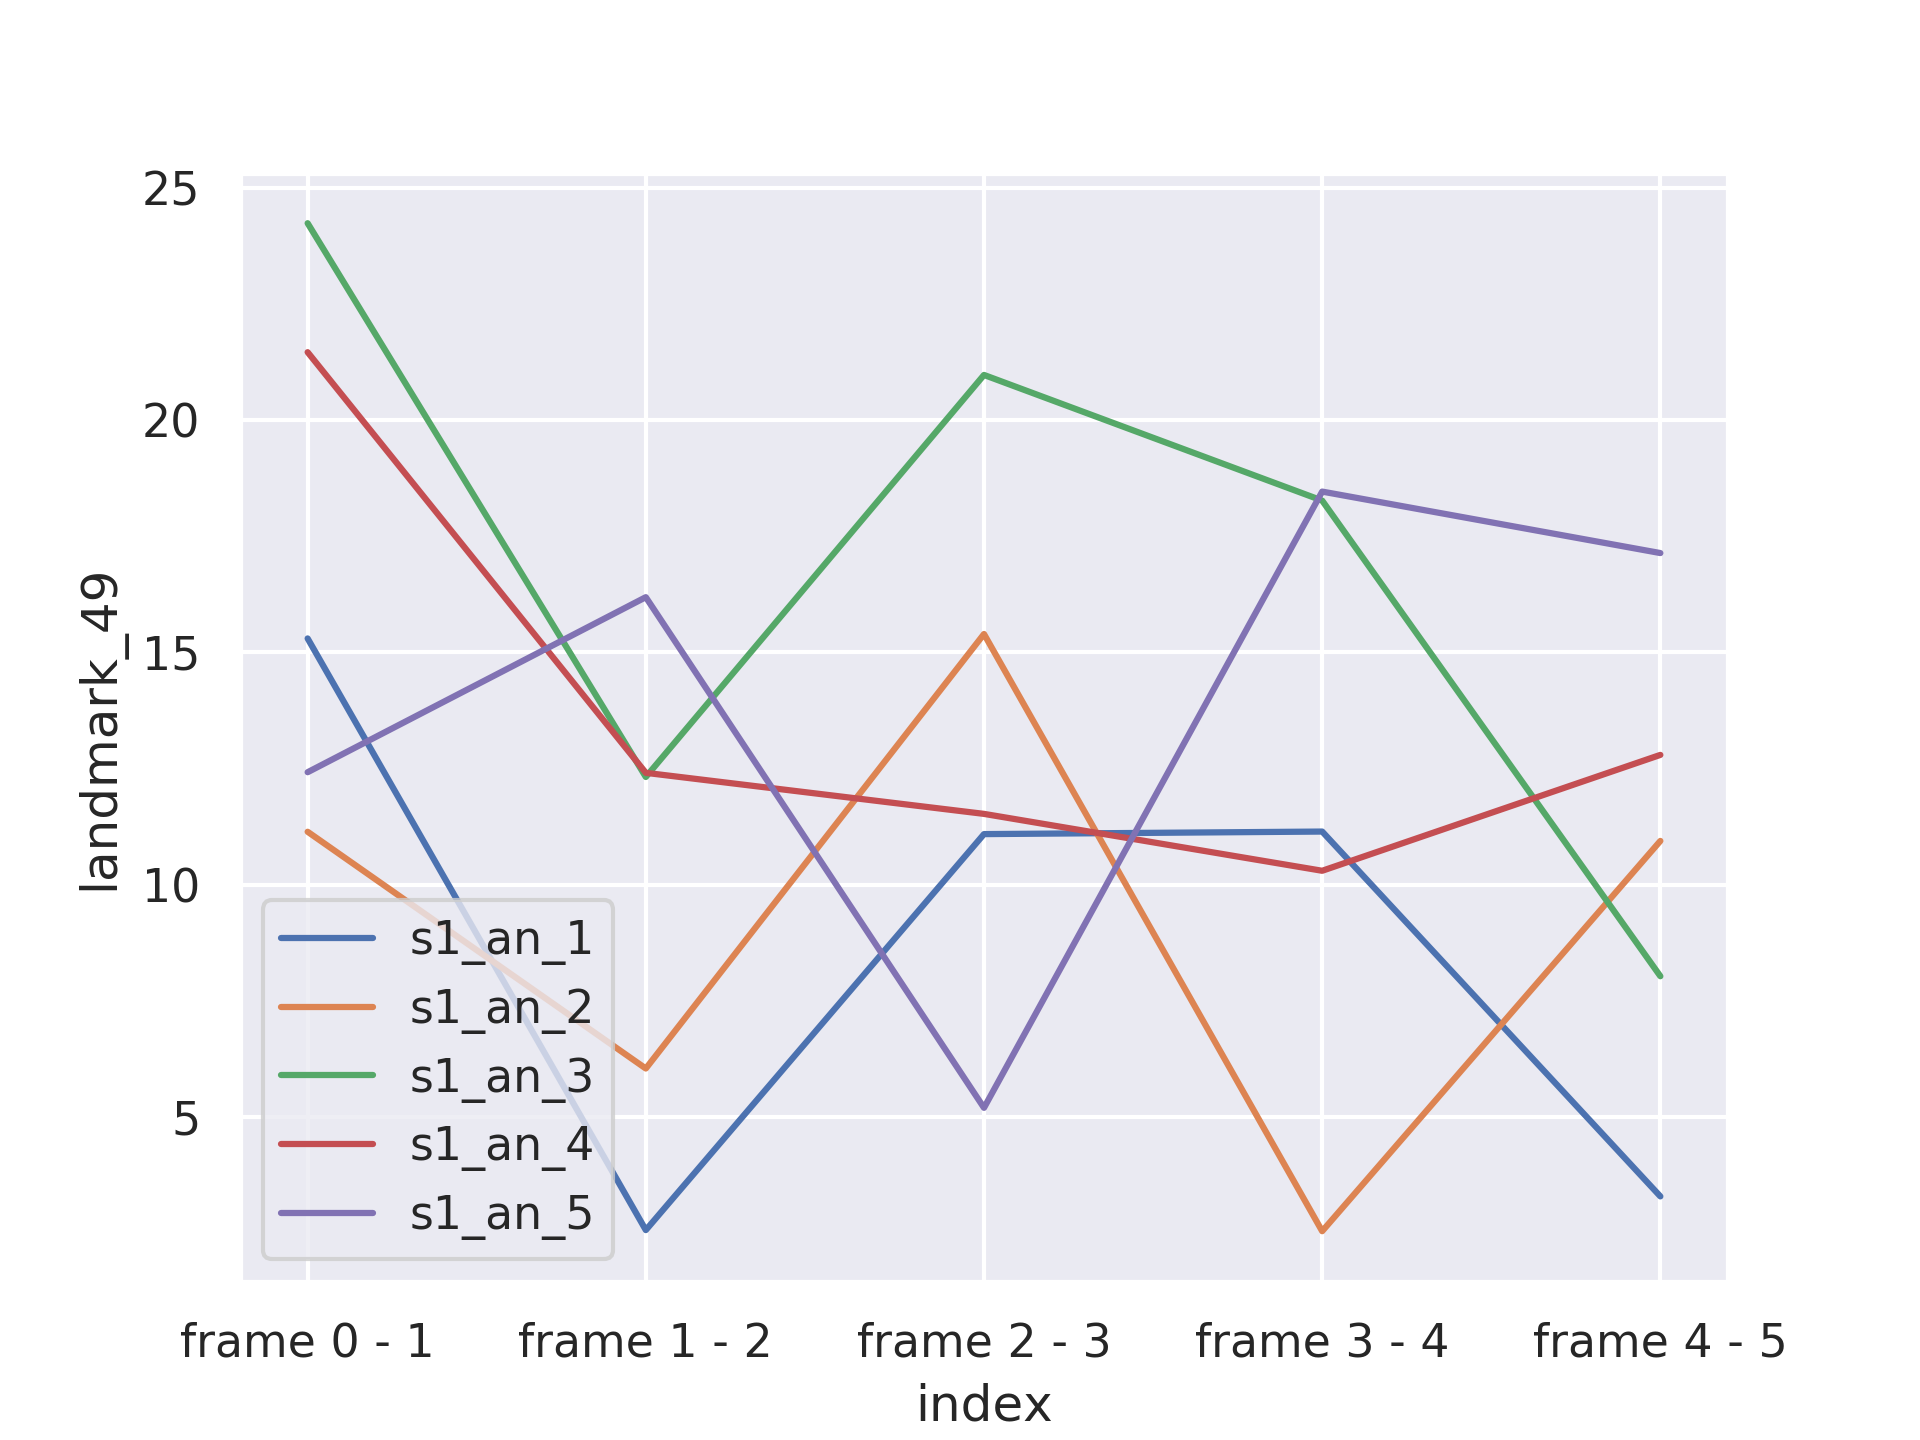 landmark_49
25
20
15
10
5
s1_an_1
s1_an_2
s1_an_3
s1_an_4
s1_an_5
frame 0 - 1 frame 1 - 2 frame 2 - 3 frame 3 - 4 frame 4 - 5
index